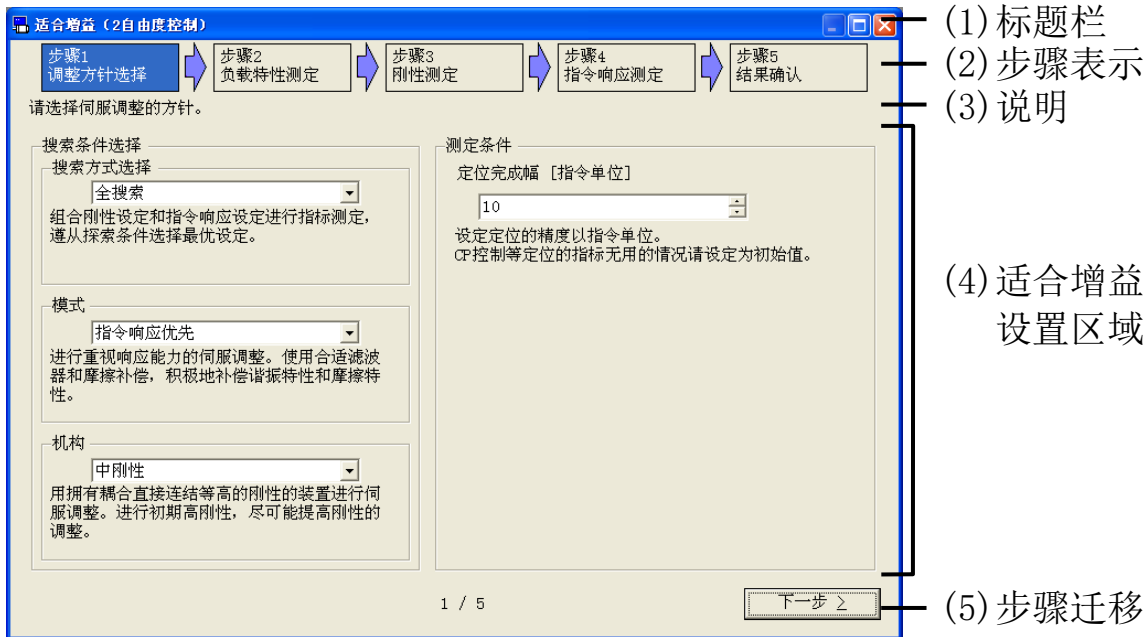 适合增益（2自由度控制）
步骤1
调整方针选择
步骤2
负载特性测定
步骤3
刚性测定
步骤4
指令响应测定
步骤5
结果确认
请选择伺服调整的方针。
搜索条件选择
搜索方式选择
全搜索
组合刚性设定和指令响应设定进行指标测定，
遵从探索条件选择最优设定。
模式
指令响应优先
进行重视响应能力的伺服调整。使用合适滤波
器和摩擦补偿，积极地补偿谐振特性和摩擦特
性。
机构
中刚性
用拥有耦合直接连结等高的刚性的装置进行伺
服调整。进行初期高刚性，尽可能提高刚性的
调整。
测定条件
定位完成幅 [指令单位]
10
设定定位的精度以指令单位。
CP控制等定位的指标无用的情况请设定为初始值。
1 / 5
下一步 ≥
(1)标题栏
(2)步骤表示
(3)说明
(4)适合增益
设置区域
(5)步骤迁移